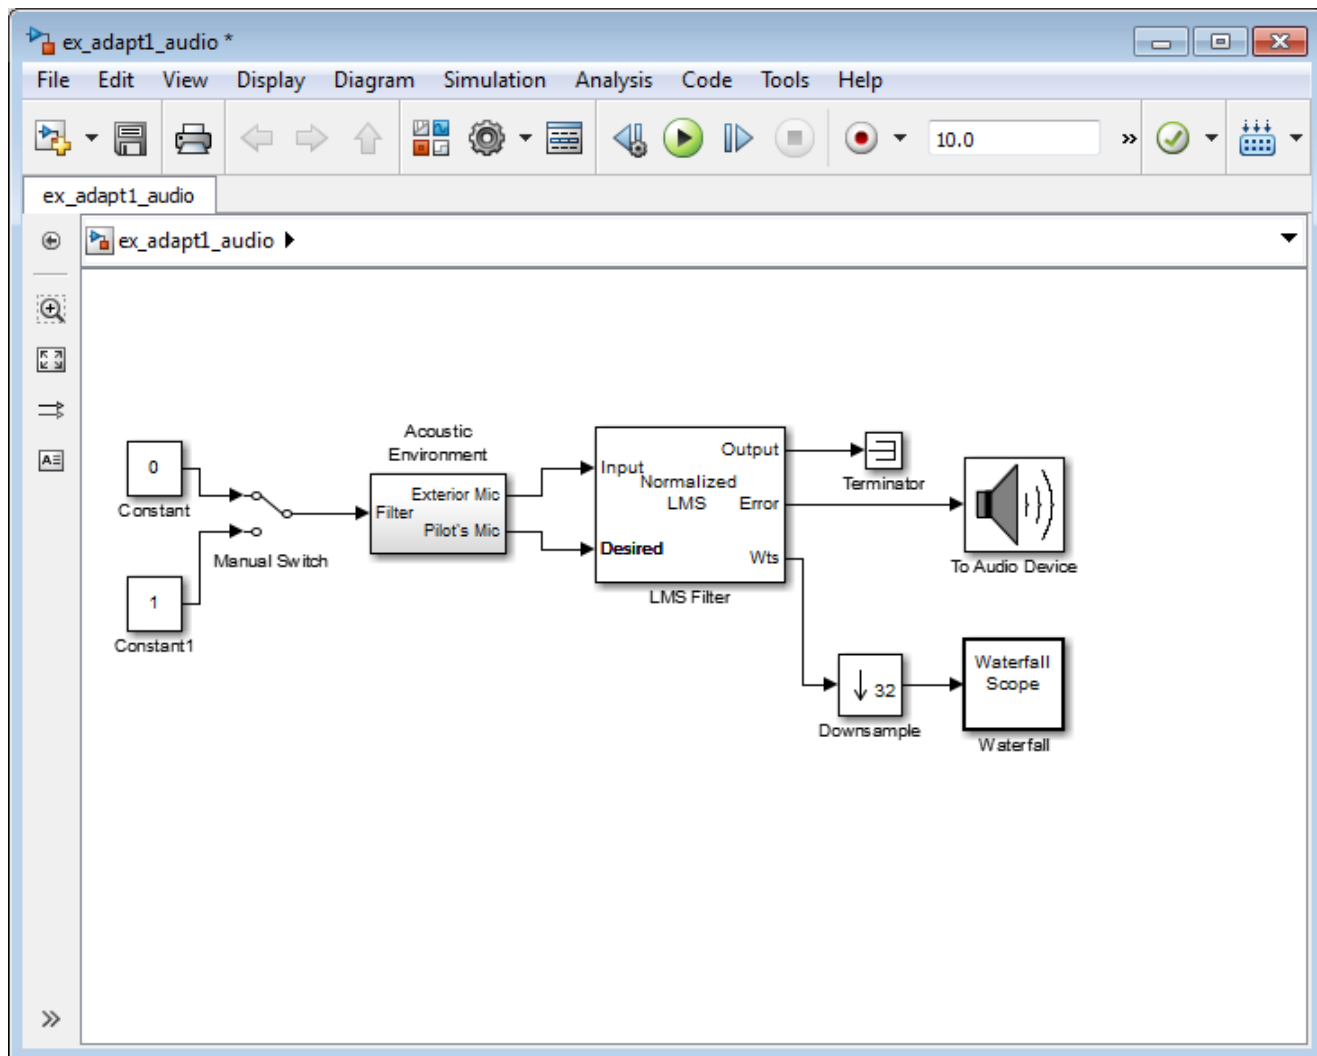 ex_adapt1_audio *
File Edit View Display Diagram Simulation Analysis Code Tools Help
10.0
ex_adapt1_audio
ex_adapt1_audio
0
Constant
1
Constant1
Manual Switch
Acoustic
Environment
Filter
Exterior Mic
Pilot's Mic
Input
Desired
Normalized
LMS
Output
Error
Wts
LMS Filter
Terminator
To Audio Device
32
Downsample
Waterfall
Scope
Waterfall